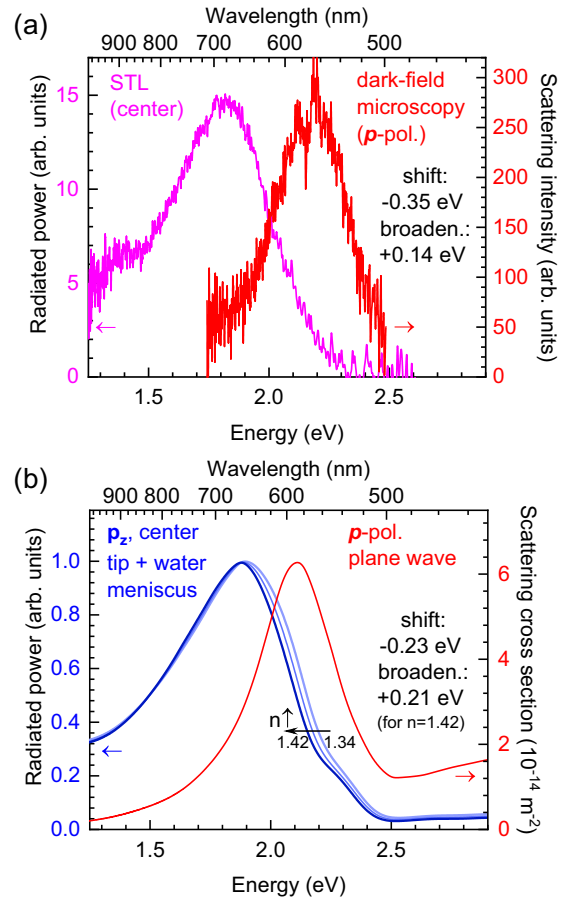 (a)
Wavelength (nm)
900 800 700 600 500
STL
(center)
dark-field
microscopy
(p-pol.)
shift:
-0.35 eV
broaden.:
+0.14 eV
Radiated power (arb. units)
15
10
5
0
←
Scattering intensity (arb. units)
300
250
200
150
100
50
0
→
1.5 2.0 2.5
Energy (eV)
(b)
Wavelength (nm)
900 800 700 600 500 400
pz, center
tip + water
meniscus
p-pol.
plane wave
shift:
-0.23 eV
broaden.:
+0.21 eV
(for n=1.42)
n↑
1.42 1.34
Radiated power (arb. units)
1.0
0.8
0.6
0.4
0.2
0.0
←
Scattering cross section (10⁻¹⁴ m⁻²)
6
4
2
0
→
1.5 2.0 2.5
Energy (eV)